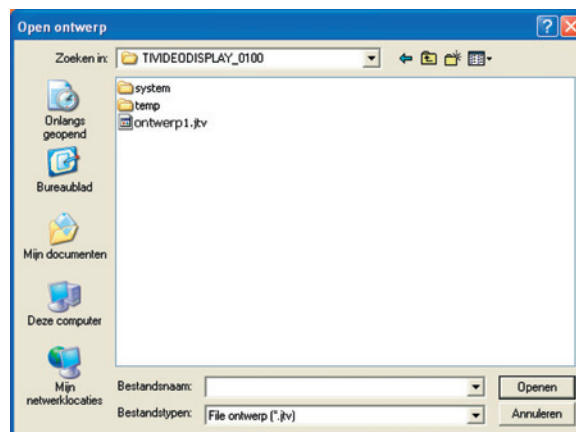 Open ontwerp
Zoeken in:
TIVIDEODISPLAY_0100
system
temp
ontwerp1.jtv
Onlangs
geopend
Bureaublad
Mijn documenten
Deze computer
Mijn
netwerklocaties
Bestandsnaam:
Openen
Bestandstypen:
File ontwerp (*.jtv)
Annuleren